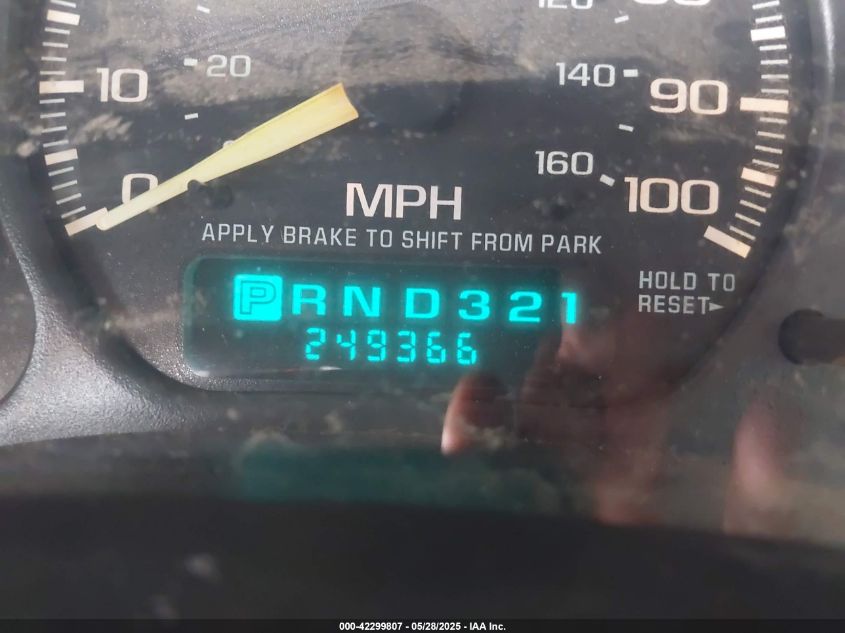 120
10
20
140
90
160
0
100
MPH
APPLY BRAKE TO SHIFT FROM PARK
HOLD TO
RESET►
PRND321
249366
000-42299807 - 05/28/2025 - IAA Inc.